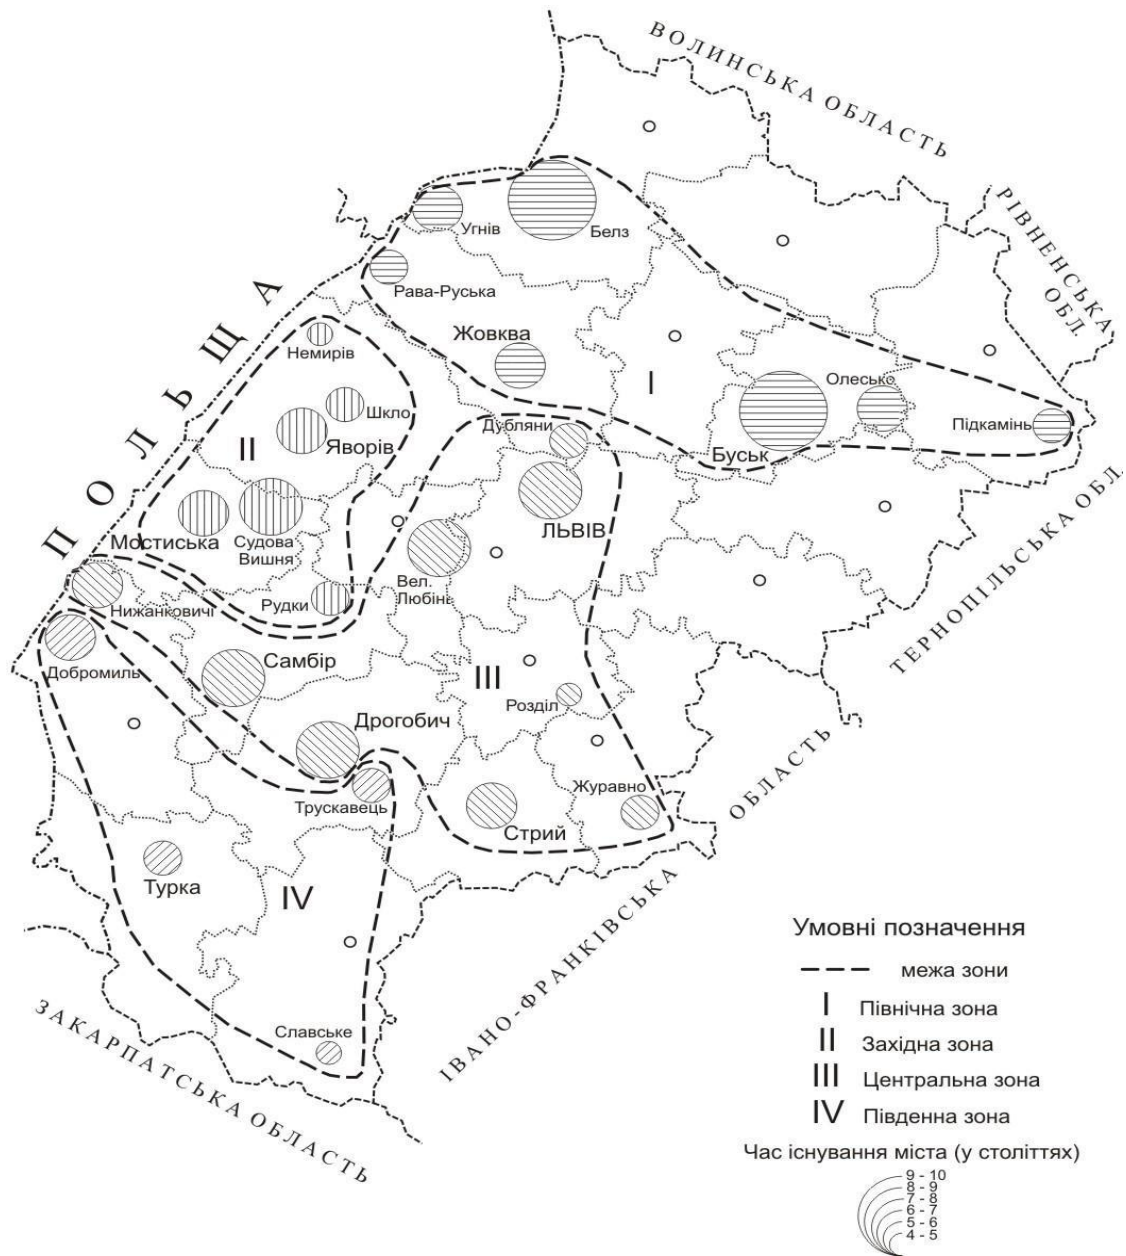 ВОЛИНСЬКА ОБЛАСТЬ
РІВНЕНСЬКА
ОБЛ.
ПОЛЬЩА
Угнів
Белз
Рава-Руська
Жовква
Немирів
I
Олесько
Шкло
Дубляни
Підкамінь
II
Яворів
Буськ
Мостиська
Судова
Вишня
ЛЬВІВ
ТЕРНОПІЛЬСЬКА ОБЛ.
Вел.
Любінь
Нижанковичі
Рудки
Добромиль
Самбір
III
Розділ
Дрогобич
Трускавець
Журавно
Стрий
ІВАНО-ФРАНКІВСЬКА ОБЛАСТЬ
Турка
IV
Славське
ЗАКАРПАТСЬКА ОБЛАСТЬ
Умовні позначення
межа зони
I Північна зона
II Західна зона
III Центральна зона
IV Південна зона
Час існування міста (у століттях)
9 - 10
8 - 9
7 - 8
6 - 7
5 - 6
4 - 5